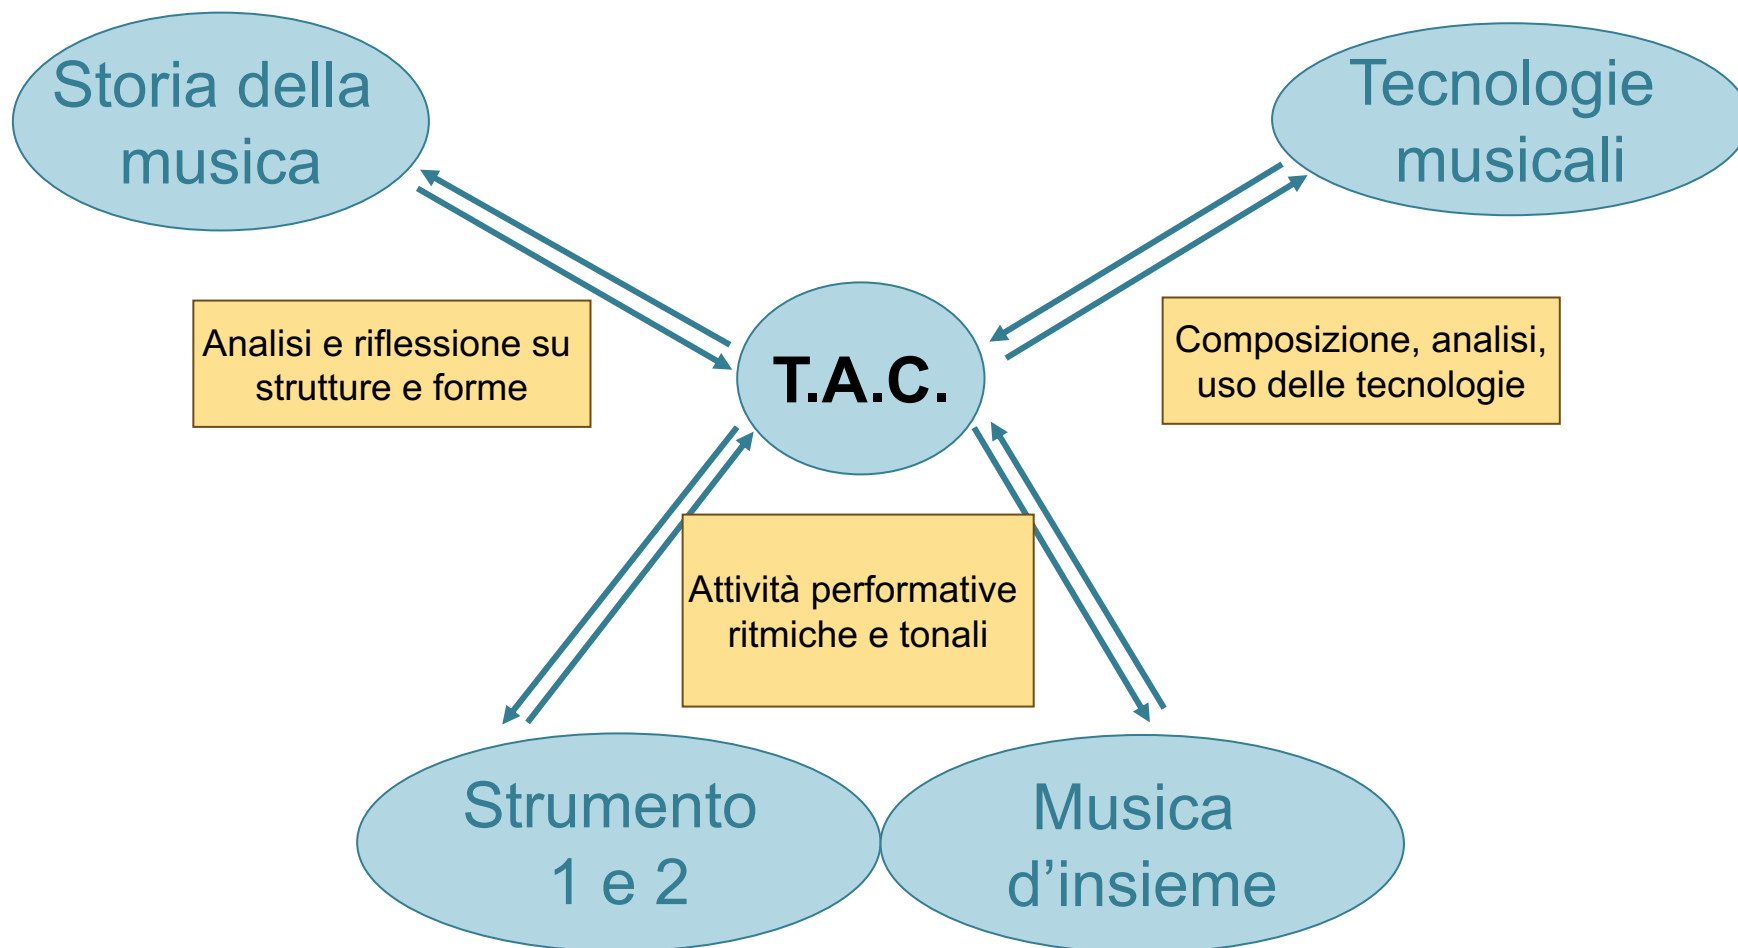 Storia della
musica
Tecnologie
musicali
Analisi e riflessione su
strutture e forme
T.A.C.
Composizione, analisi,
uso delle tecnologie
Attività performative
ritmiche e tonali
Strumento
1 e 2
Musica
d’insieme